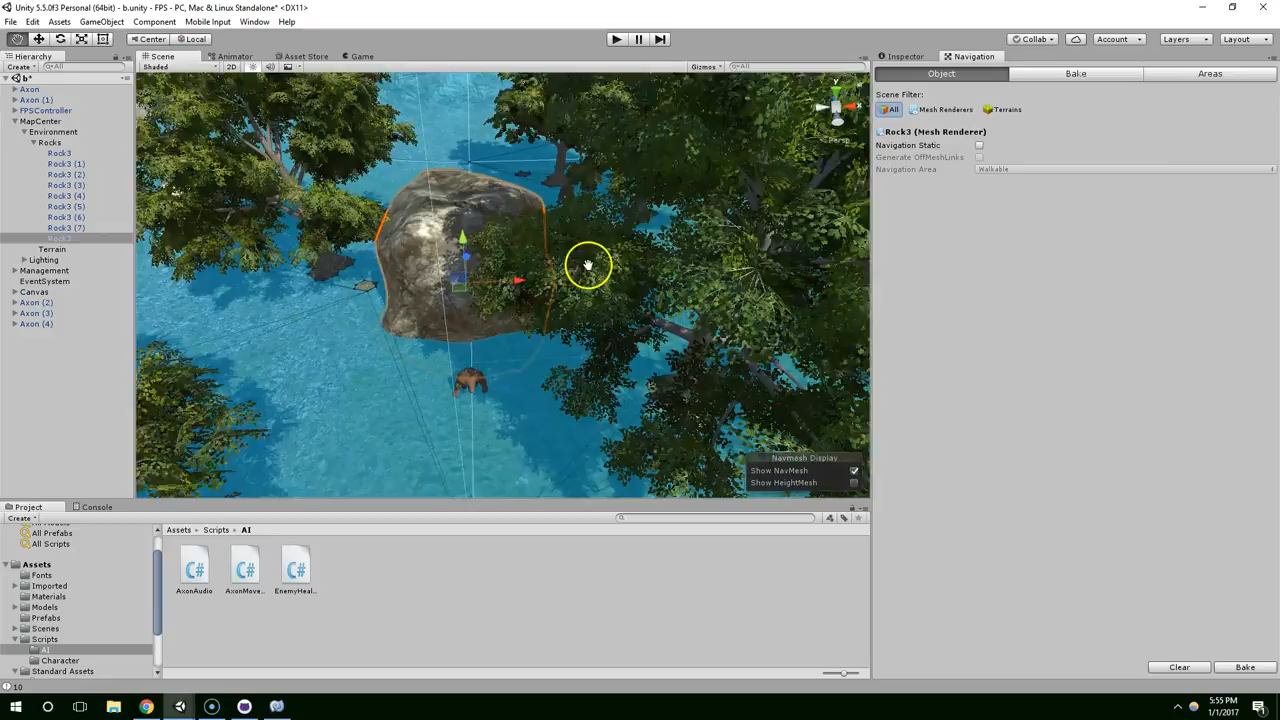 Unity 5.5.0f3 Personal (64bit) - b.unity - FPS - PC, Mac & Linux Standalone* <DX11>
File Edit Assets GameObject Component Mobile Input Window Help
Center Local Collab Account Layers Layout
Hierarchy
Create All
b*
Axon
Axon (1)
FPSController
MapCenter
Environment
Rocks
Rock3
Rock3 (1)
Rock3 (2)
Rock3 (3)
Rock3 (4)
Rock3 (5)
Rock3 (6)
Rock3 (7)
Rock3
Terrain
Lighting
Management
EventSystem
Canvas
Axon (2)
Axon (3)
Axon (4)
Scene Animator Asset Store Game
Shaded 2D Gizmos All
y
x
Persp
Navmesh Display
Show NavMesh
Show HeightMesh
Inspector Navigation
Object Bake Areas
Scene Filter:
All Mesh Renderers Terrains
Rock3 (Mesh Renderer)
Navigation Static
Generate OffMeshLinks
Navigation Area Walkable
Clear Bake
Project Console
Create
All Prefabs
All Scripts
Assets
Fonts
Imported
Materials
Models
Prefabs
Scenes
Scripts
AI
Character
Standard Assets
Assets Scripts AI
C# C# C#
AxonAudio AxonMove... EnemyHeal...
10
5:55 PM
1/1/2017